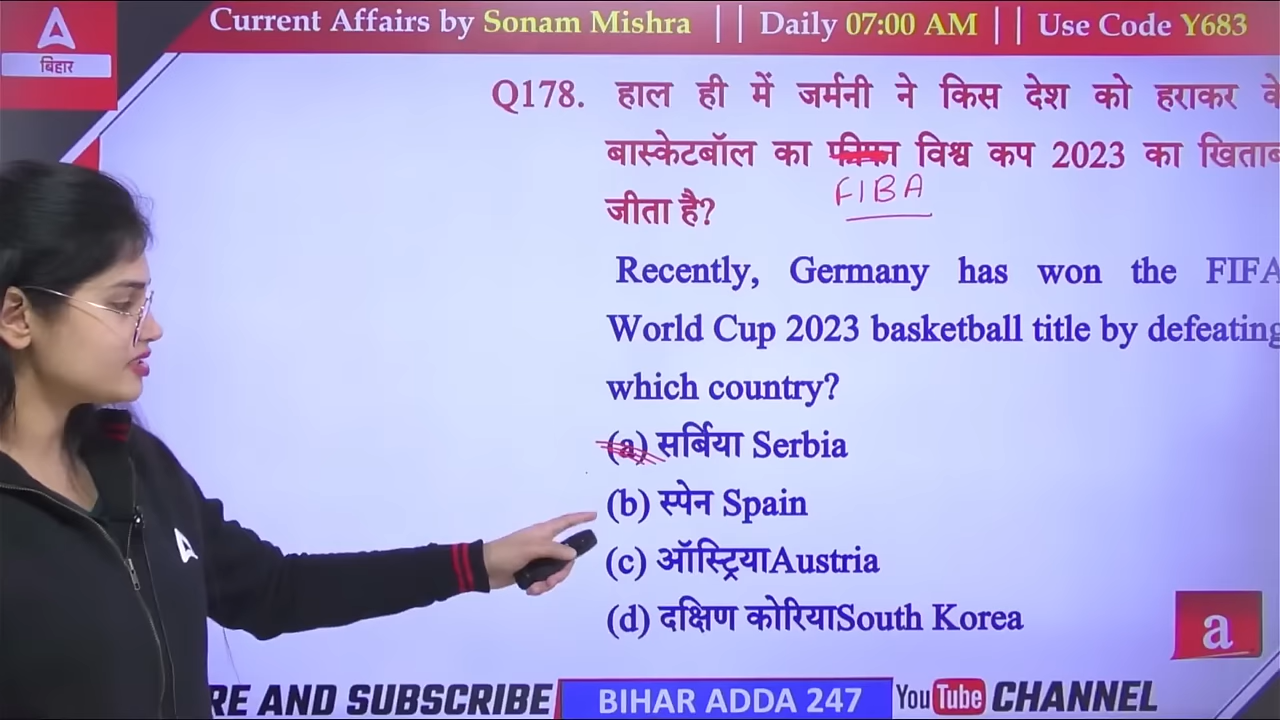 Current Affairs by Sonam Mishra || Daily 07:00 AM || Use Code Y683
बिहार
Q178. हाल ही में जर्मनी ने किस देश को हराकर
बास्केटबॉल का फीफा विश्व कप 2023 का खिताब
FIBA
जीता है?
Recently, Germany has won the FIFA
World Cup 2023 basketball title by defeating
which country?
(a) सर्बिया Serbia
(b) स्पेन Spain
(c) ऑस्ट्रियाAustria
(d) दक्षिण कोरियाSouth Korea
a
RE AND SUBSCRIBE BIHAR ADDA 247 YouTube CHANNEL